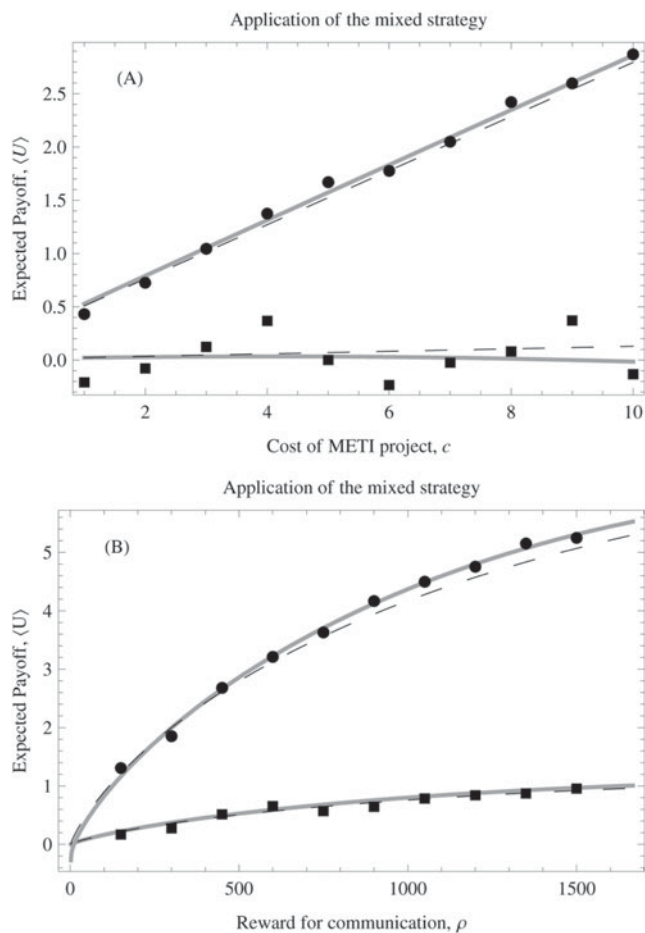 Application of the mixed strategy
(A)
Expected Payoff, ⟨U⟩
2.5
2.0
1.5
1.0
0.5
0.0
2 4 6 8 10
Cost of METI project, c
Application of the mixed strategy
(B)
Expected Payoff, ⟨U⟩
5
4
3
2
1
0
0 500 1000 1500
Reward for communication, ρ